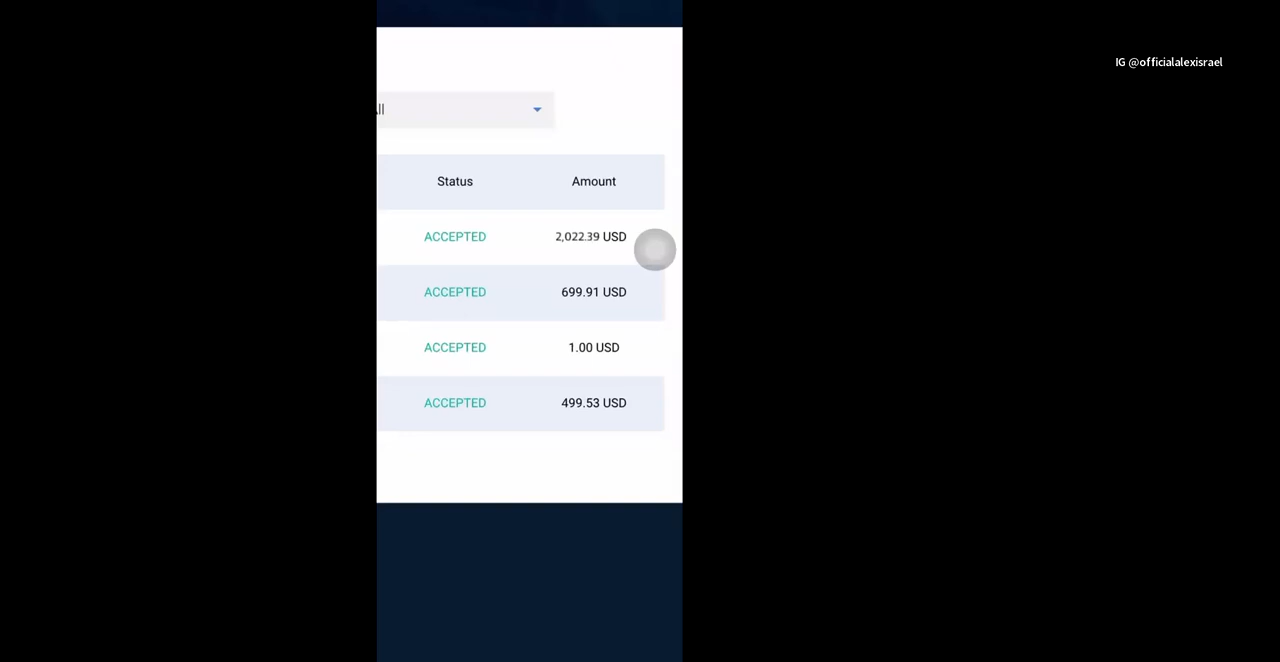 IG @officialalexisrael
All
Status Amount
ACCEPTED 2,022.39 USD
ACCEPTED 699.91 USD
ACCEPTED 1.00 USD
ACCEPTED 499.53 USD